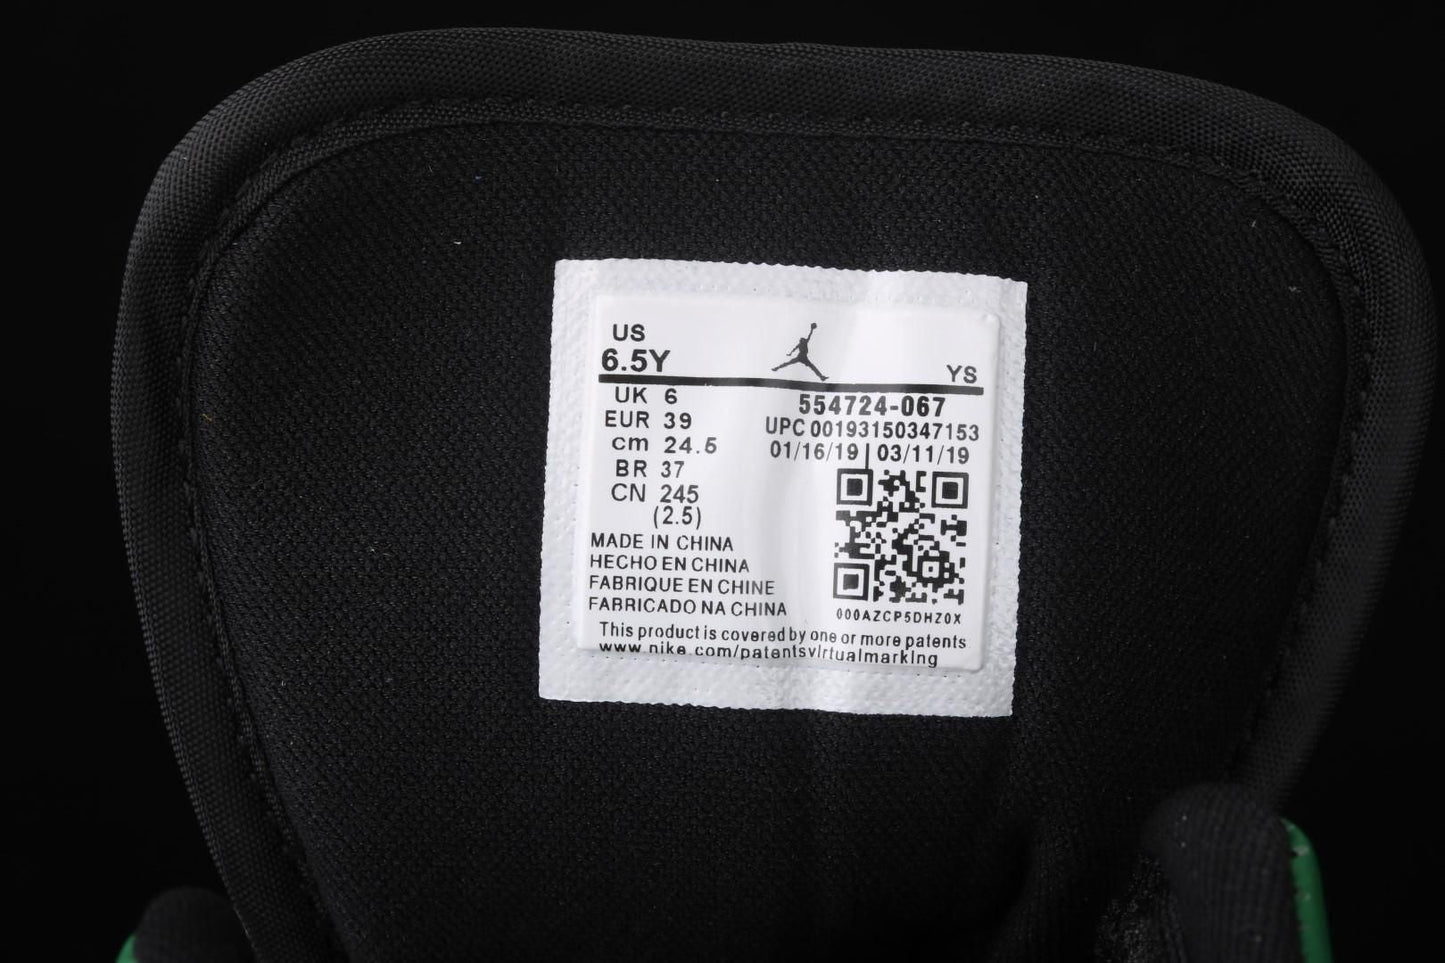 US
6.5Y
YS
UK 6
EUR 39
cm 24.5
BR 37
CN 245
(2.5)
554724-067
UPC 00193150347153
01/16/19 | 03/11/19
MADE IN CHINA
HECHO EN CHINA
FABRIQUE EN CHINE
FABRICADO NA CHINA
000AZCP5DHZ0X
This product is covered by one or more patents
www.nike.com/patentsvirtualmarking